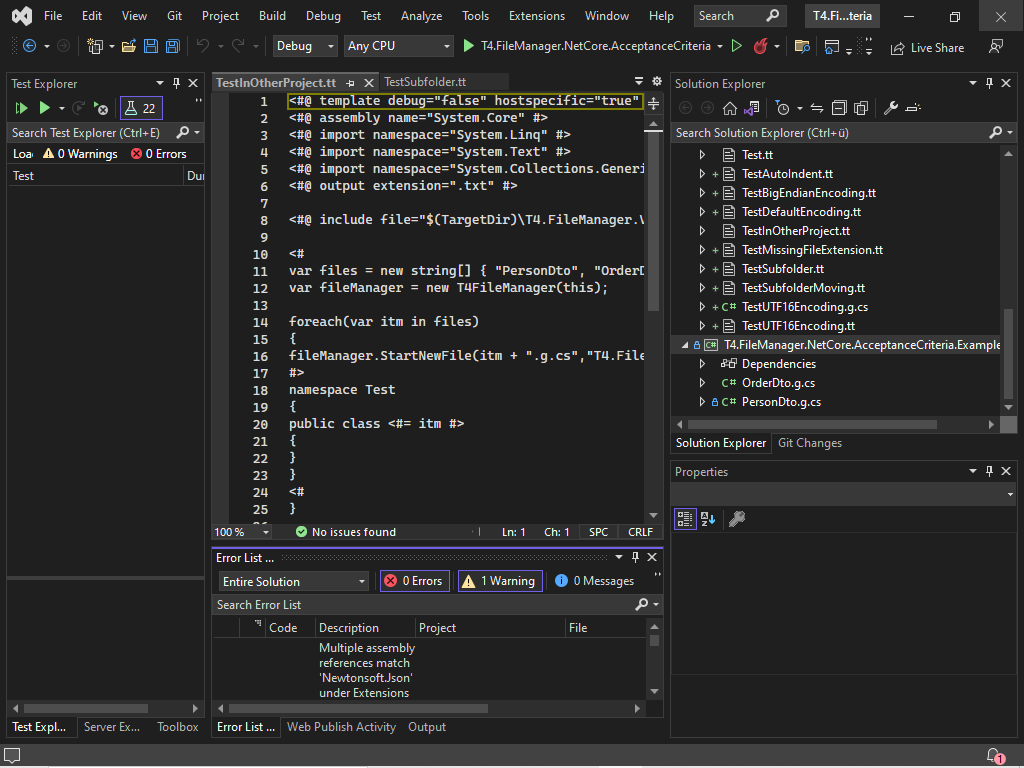 File Edit View Git Project Build Debug Test Analyze Tools Extensions Window Help Search T4.Fi...teria
Debug Any CPU T4.FileManager.NetCore.AcceptanceCriteria Live Share
Test Explorer
22
Search Test Explorer (Ctrl+E)
Loa 0 Warnings 0 Errors
Test Dur
TestInOtherProject.tt TestSubfolder.tt
1 <#@ template debug="false" hostspecific="true"
2 <#@ assembly name="System.Core" #>
3 <#@ import namespace="System.Linq" #>
4 <#@ import namespace="System.Text" #>
5 <#@ import namespace="System.Collections.Generi
6 <#@ output extension=".txt" #>
7
8 <#@ include file="$(TargetDir)\T4.FileManager.V
9
10 <#
11 var files = new string[] { "PersonDto", "OrderD
12 var fileManager = new T4FileManager(this);
13
14 foreach(var itm in files)
15 {
16 fileManager.StartNewFile(itm + ".g.cs","T4.File
17 #>
18 namespace Test
19 {
20 public class <#= itm #>
21 {
22 }
23 }
24 <#
25 }
100 % No issues found Ln: 1 Ch: 1 SPC CRLF
Error List ...
Entire Solution 0 Errors 1 Warning 0 Messages
Search Error List
Code Description Project File
Multiple assembly
references match
'Newtonsoft.Json'
under Extensions
Test Expl... Server Ex... Toolbox
Error List ... Web Publish Activity Output
Solution Explorer
Search Solution Explorer (Ctrl+ü)
Test.tt
TestAutoIndent.tt
TestBigEndianEncoding.tt
TestDefaultEncoding.tt
TestInOtherProject.tt
TestMissingFileExtension.tt
TestSubfolder.tt
TestSubfolderMoving.tt
C# TestUTF16Encoding.g.cs
TestUTF16Encoding.tt
C# T4.FileManager.NetCore.AcceptanceCriteria.Example
Dependencies
C# OrderDto.g.cs
C# PersonDto.g.cs
Solution Explorer Git Changes
Properties
1